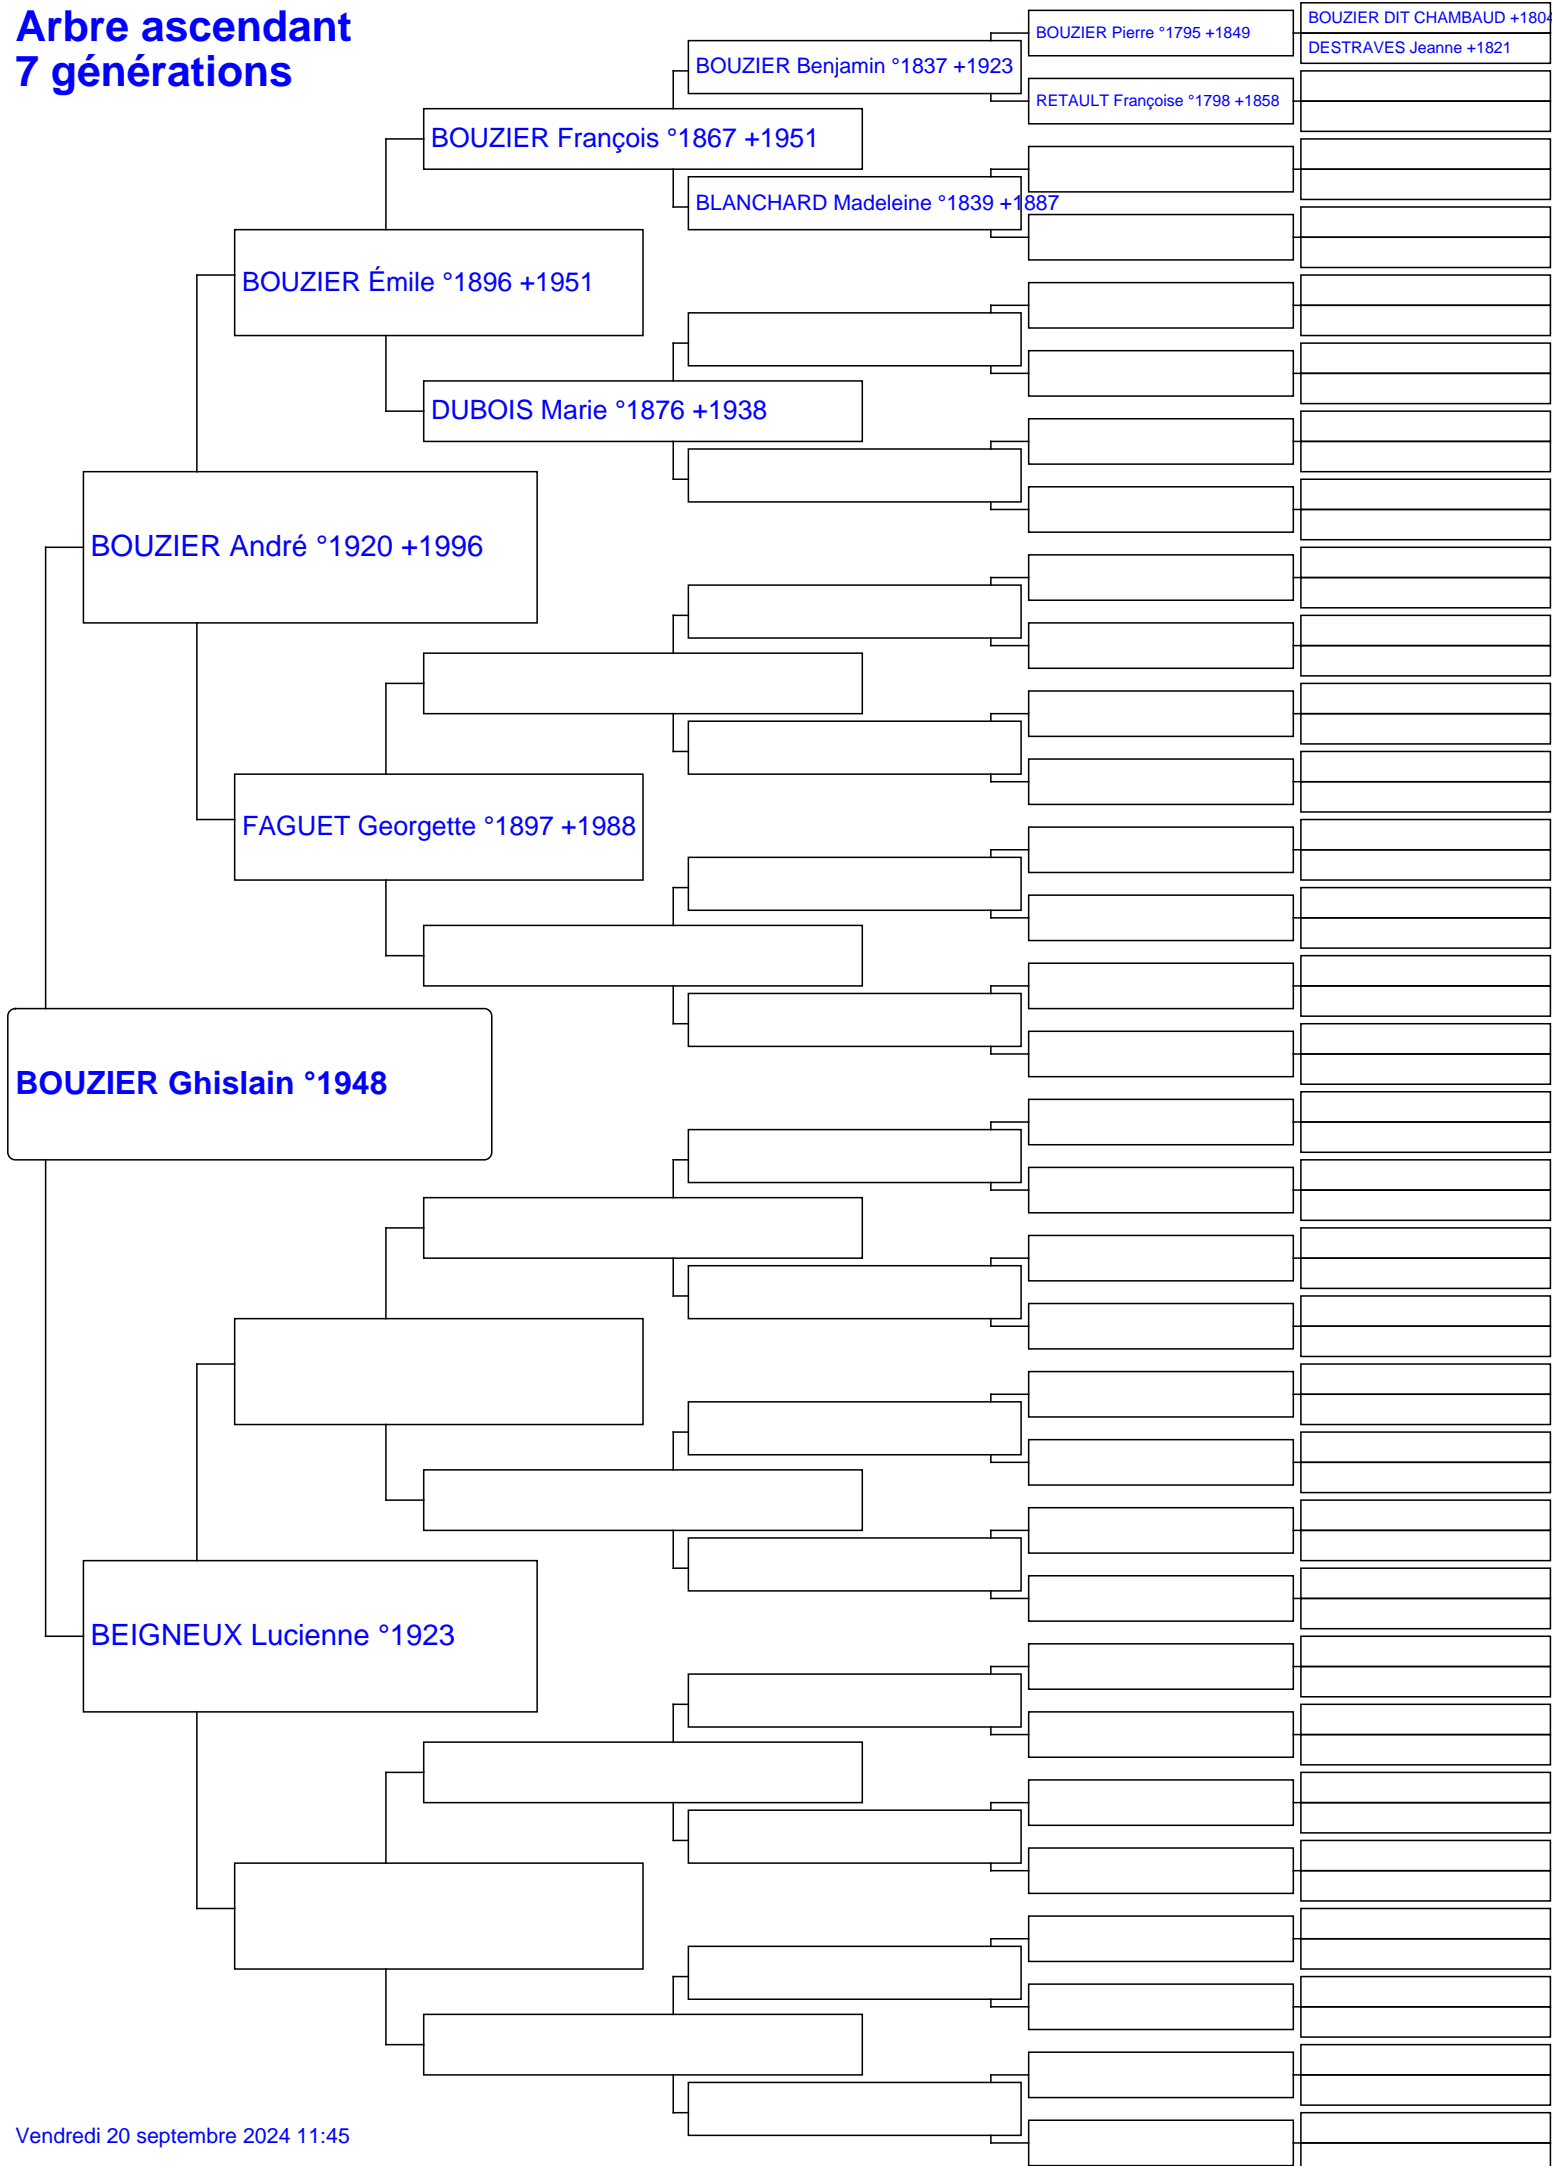 Arbre ascendant
7 générations
BOUZIER DIT CHAMBAUD +1804
BOUZIER Pierre °1795 +1849
DESTRAVES Jeanne +1821
BOUZIER Benjamin °1837 +1923
RETAULT Françoise °1798 +1858
BOUZIER François °1867 +1951
BLANCHARD Madeleine °1839 +1887
BOUZIER Émile °1896 +1951
DUBOIS Marie °1876 +1938
BOUZIER André °1920 +1996
FAGUET Georgette °1897 +1988
BOUZIER Ghislain °1948
BEIGNEUX Lucienne °1923
Vendredi 20 septembre 2024 11:45